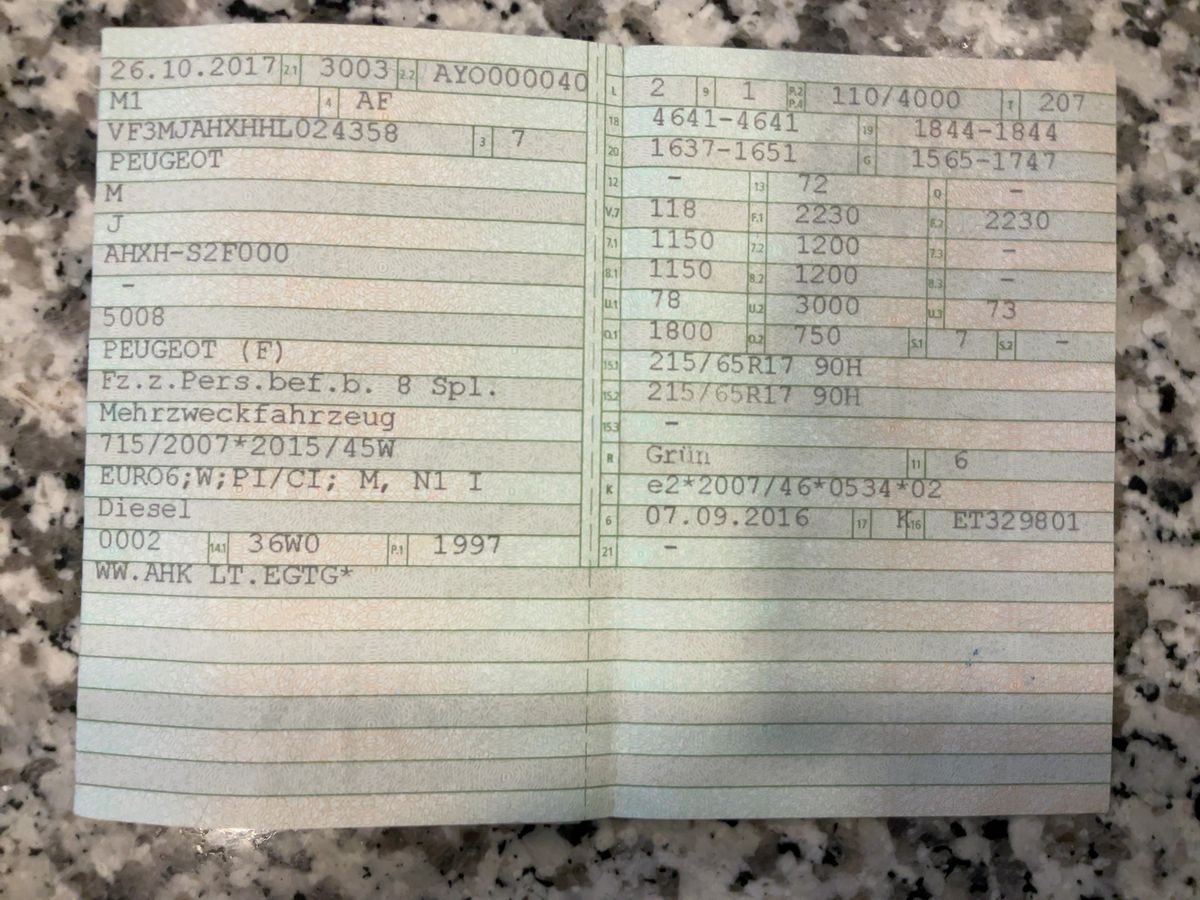 26.10.2017 2.1 3003 2.2 AYO000040
M1 4 AF
VF3MJAHXHHL024358 3 7
PEUGEOT
M
J
AHXH-S2F000
-
5008
PEUGEOT (F)
Fz.z.Pers.bef.b. 8 Spl.
Mehrzweckfahrzeug
715/2007*2015/45W
EURO6;W;PI/CI; M, N1 I
Diesel
0002 14.1 36W0 P.1 1997
WW.AHK LT.EGTG*
L 2 9 1 P.2 P.4 110/4000 T 207
18 4641-4641 19 1844-1844
20 1637-1651 G 1565-1747
12 - 13 72 Q -
V.7 118 F.1 2230 F.2 2230
7.1 1150 7.2 1200 7.3 -
8.1 1150 8.2 1200 8.3 -
U.1 78 U.2 3000 U.3 73
O.1 1800 O.2 750 S.1 7 S.2 -
15.1 215/65R17 90H
15.2 215/65R17 90H
15.3 -
R Grün 11 6
K e2*2007/46*0534*02
6 07.09.2016 17 K 16 ET329801
21 -